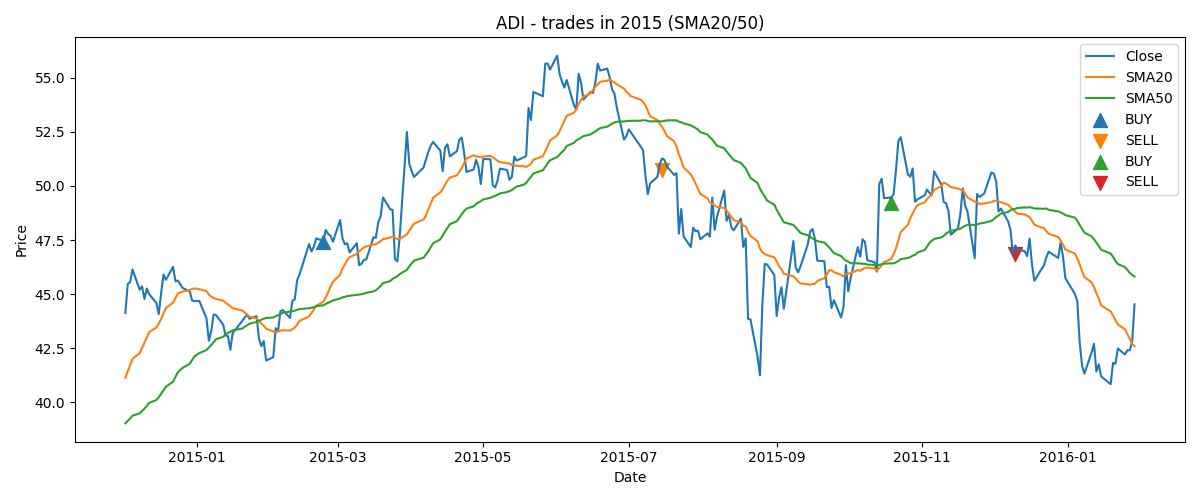 ADI - trades in 2015 (SMA20/50)
Close
SMA20
SMA50
BUY
SELL
BUY
SELL
Price
55.0
52.5
50.0
47.5
45.0
42.5
40.0
2015-01
2015-03
2015-05
2015-07
2015-09
2015-11
2016-01
Date